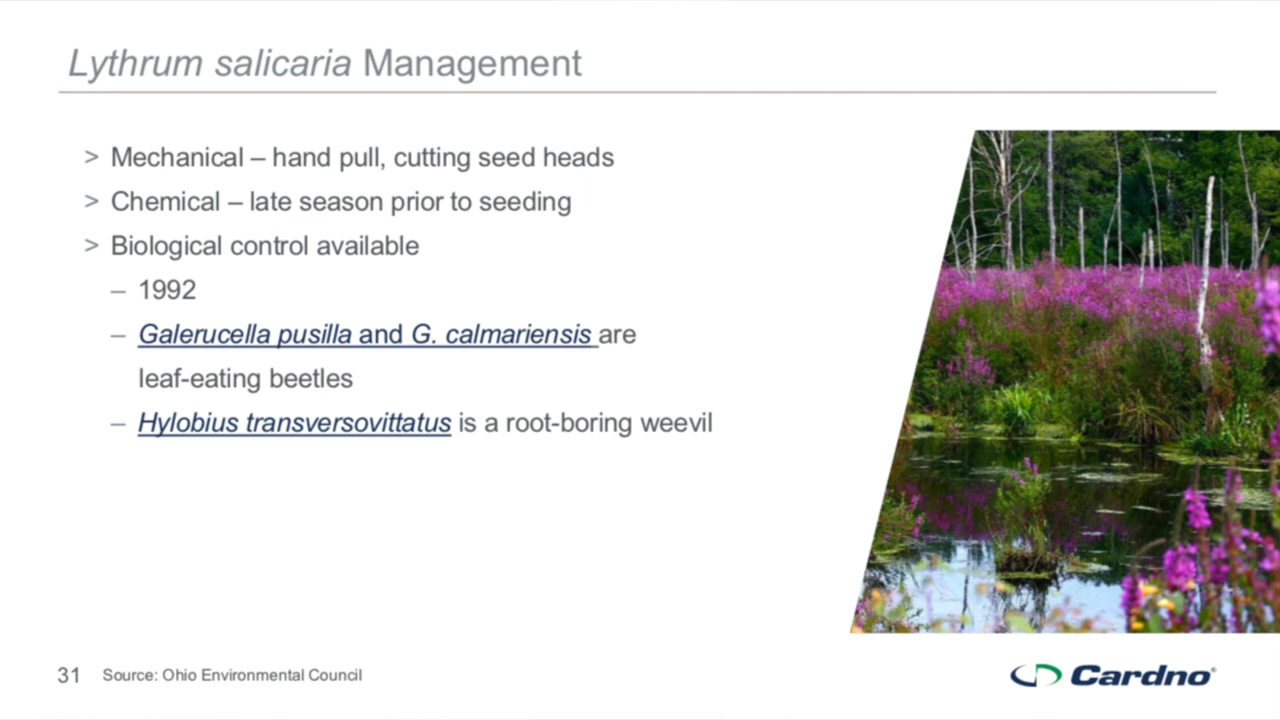 Lythrum salicaria Management
> Mechanical – hand pull, cutting seed heads
> Chemical – late season prior to seeding
> Biological control available
– 1992
– Galerucella pusilla and G. calmariensis are
leaf-eating beetles
– Hylobius transversovittatus is a root-boring weevil
31 Source: Ohio Environmental Council
Cardno®